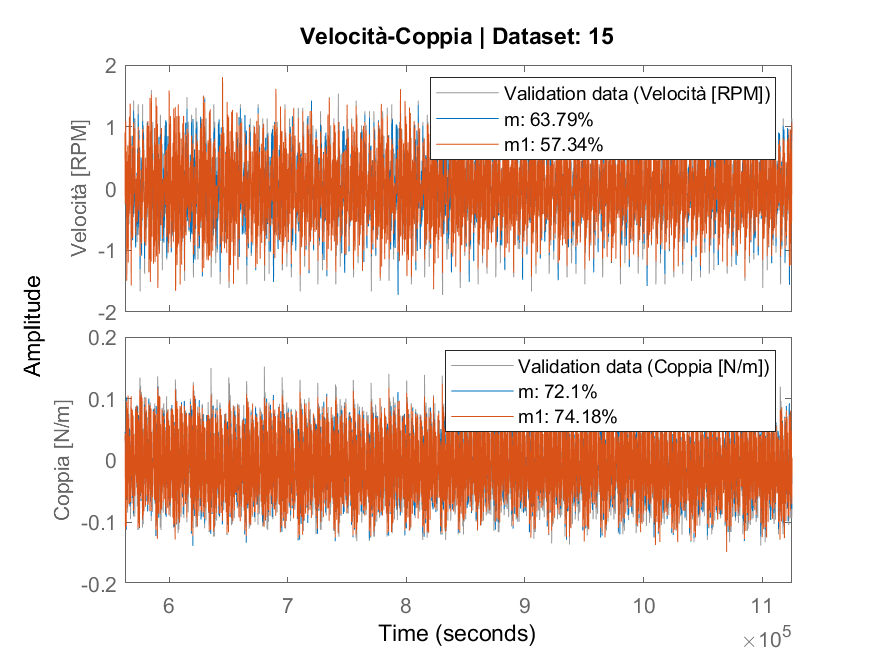 Velocità-Coppia | Dataset: 15
Amplitude
Velocità [RPM]
2
1
0
-1
-2
Validation data (Velocità [RPM])
m: 63.79%
m1: 57.34%
Coppia [N/m]
0.2
0.1
0
-0.1
-0.2
Validation data (Coppia [N/m])
m: 72.1%
m1: 74.18%
6 7 8 9 10 11
×10⁵
Time (seconds)